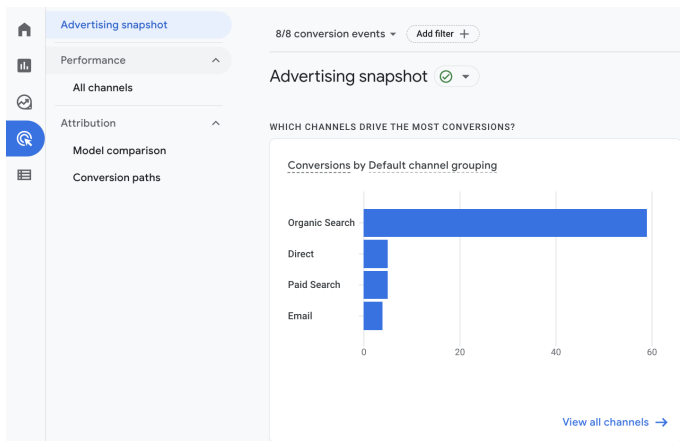 Advertising snapshot
Performance
All channels
Attribution
Model comparison
Conversion paths
8/8 conversion events
Add filter +
Advertising snapshot
WHICH CHANNELS DRIVE THE MOST CONVERSIONS?
Conversions by Default channel grouping
Organic Search
Direct
Paid Search
Email
0 20 40 60
View all channels →